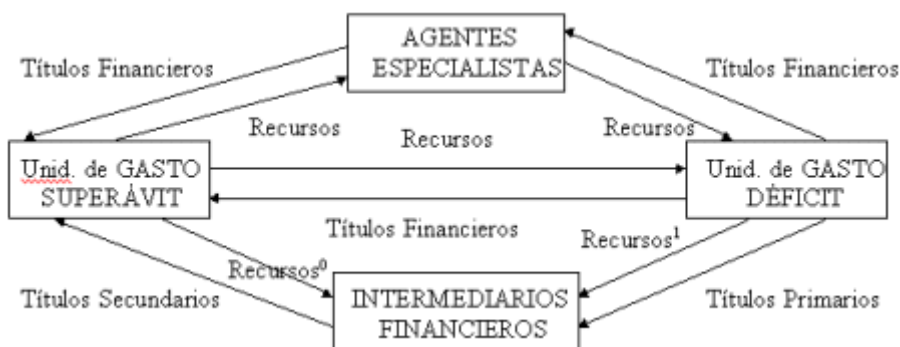 AGENTES
ESPECIALISTAS
Títulos Financieros
Títulos Financieros
Recursos
Recursos
Recursos
Unid. de GASTO
SUPERÁVIT
Unid. de GASTO
DÉFICIT
Títulos Financieros
Recursos¹
Recursos⁰
Títulos Secundarios
Títulos Primarios
INTERMEDIARIOS
FINANCIEROS